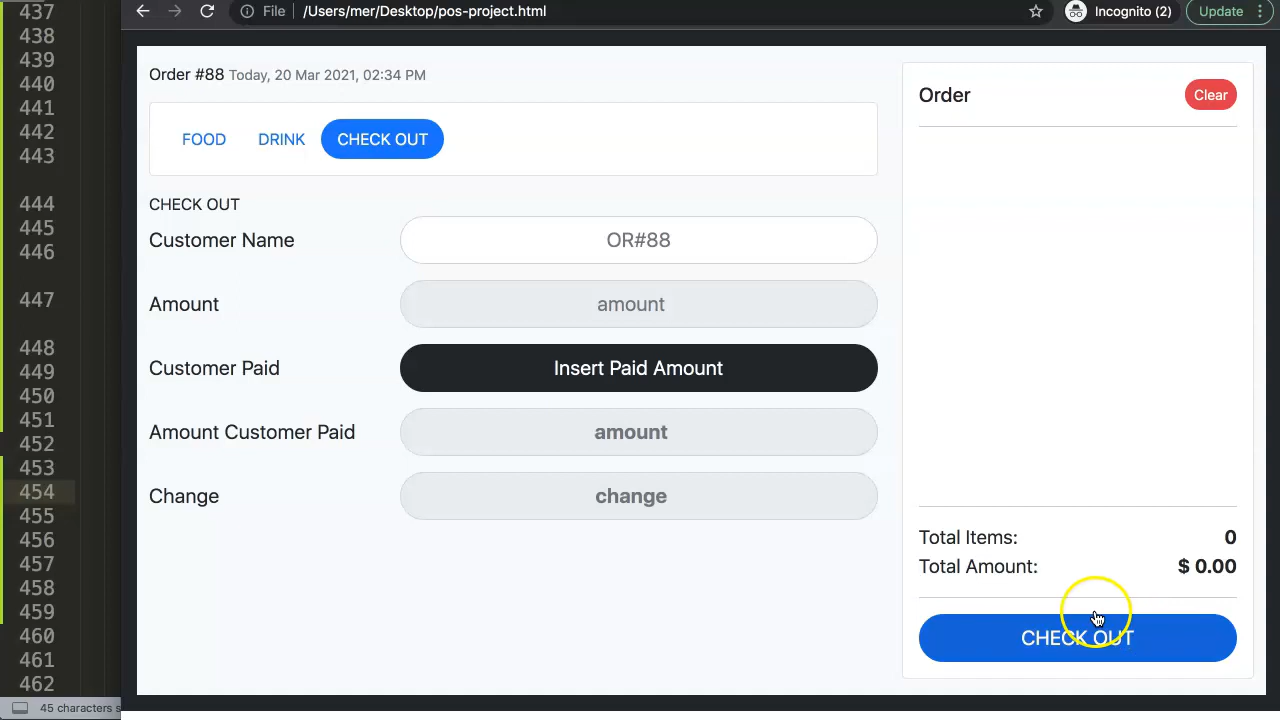 437
438
439
440
441
442
443
444
445
446
447
448
449
450
451
452
453
454
455
456
457
458
459
460
461
462
45 characters s
File
/Users/mer/Desktop/pos-project.html
Incognito (2)
Update
Order #88 Today, 20 Mar 2021, 02:34 PM
FOOD DRINK CHECK OUT
CHECK OUT
Customer Name OR#88
Amount amount
Customer Paid Insert Paid Amount
Amount Customer Paid amount
Change change
Order Clear
Total Items: 0
Total Amount: $ 0.00
CHECK OUT